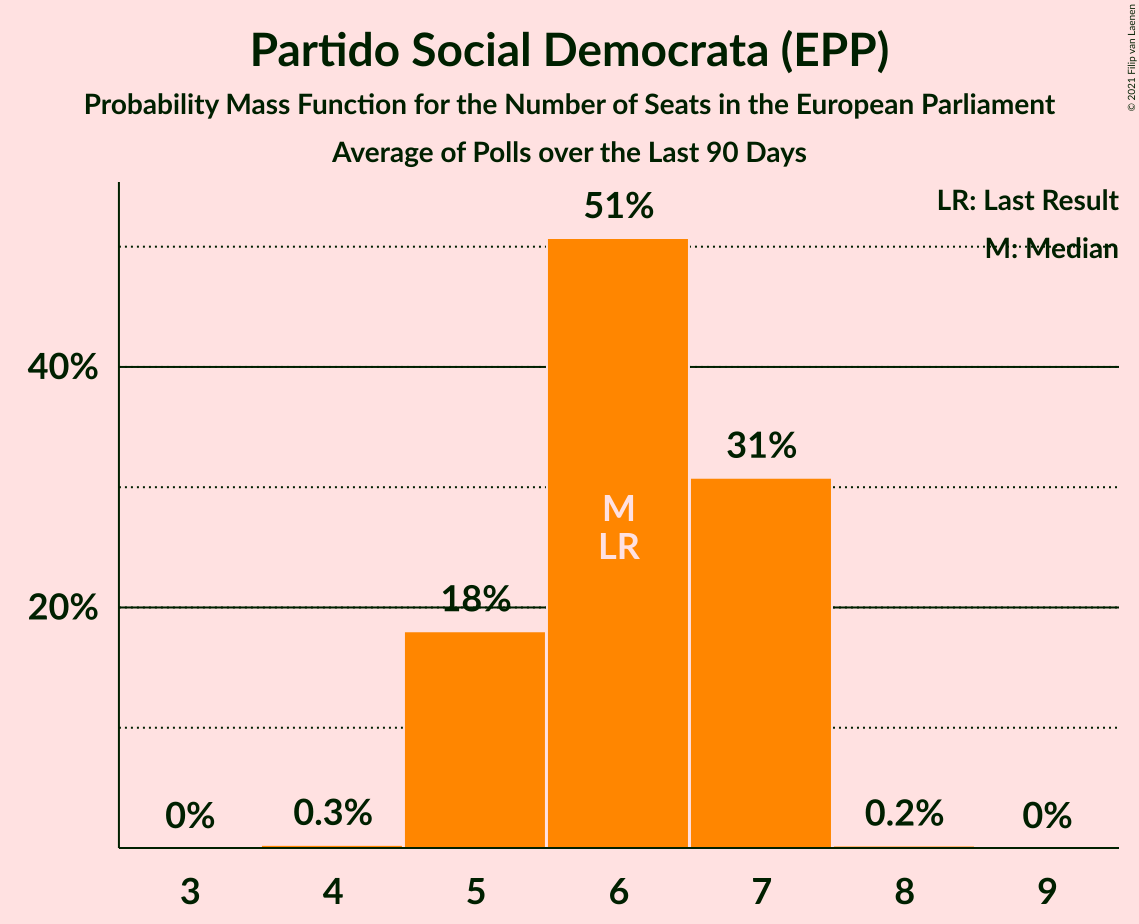 Partido Social Democrata (EPP)
Probability Mass Function for the Number of Seats in the European Parliament
Average of Polls over the Last 90 Days
© 2021 Filip van Laenen
LR: Last Result
M: Median
51%
40%
31%
M
LR
20%
18%
0%
0.3%
0.2%
0%
3 4 5 6 7 8 9